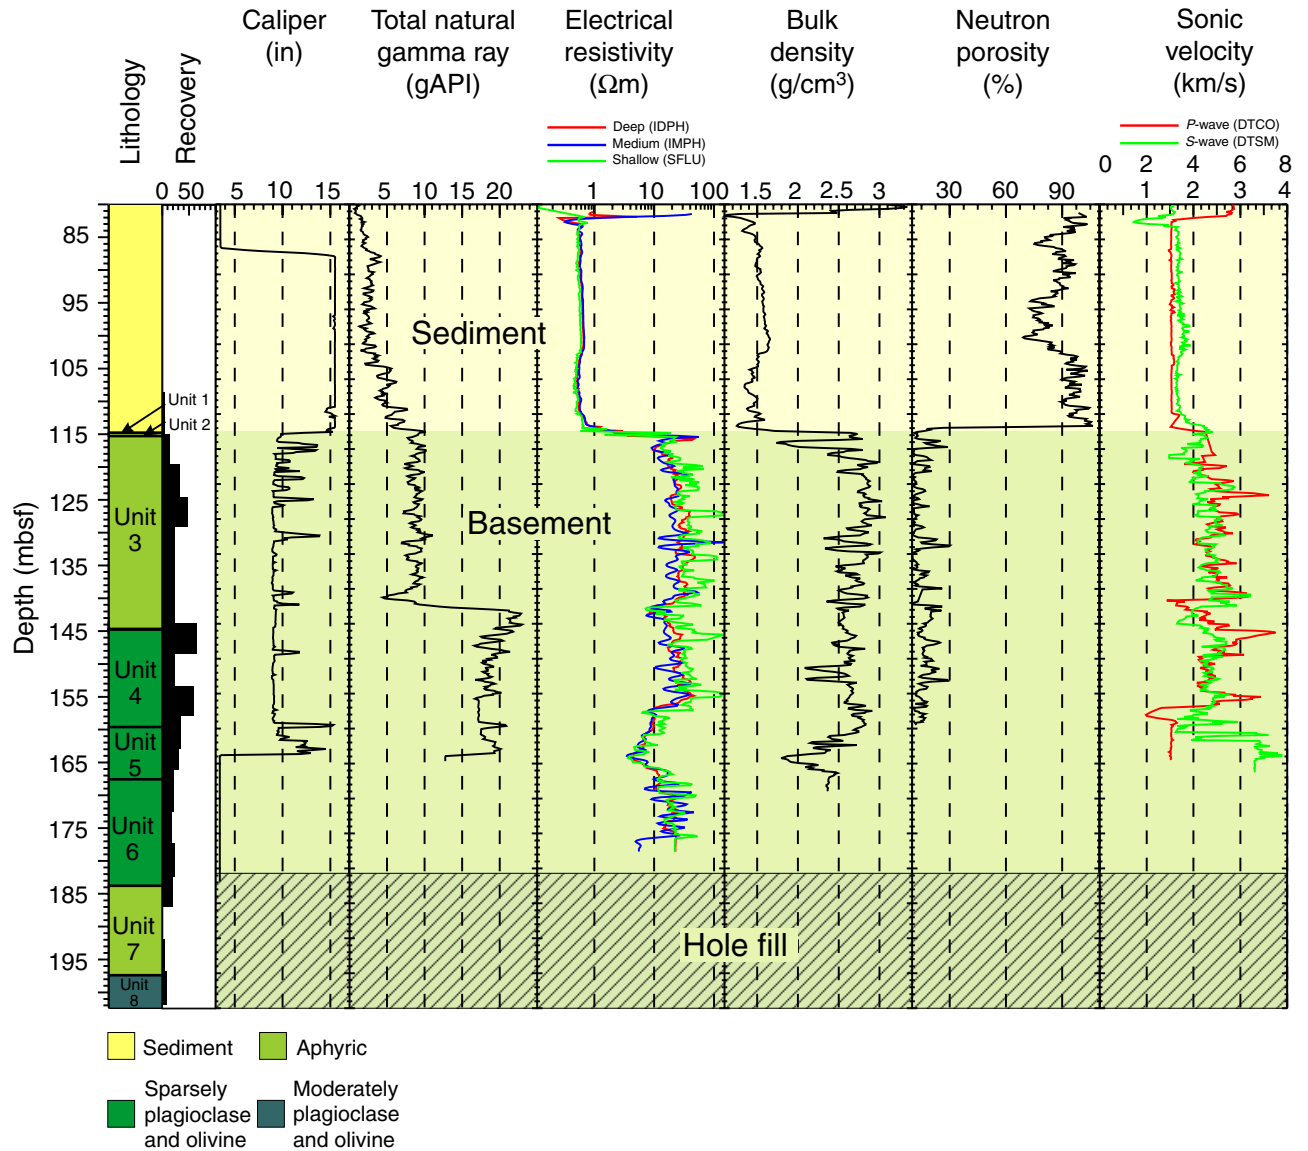 Lithology
Recovery
Caliper
(in)
Total natural
gamma ray
(gAPI)
Electrical
resistivity
(Ωm)
Bulk
density
(g/cm³)
Neutron
porosity
(%)
Sonic
velocity
(km/s)
Deep (IDPH)
Medium (IMPH)
Shallow (SFLU)
P-wave (DTCO)
S-wave (DTSM)
0 2 4 6 8
0 50 5 10 15 5 10 15 20 1 10 100 1.5 2 2.5 3 30 60 90 1 2 3 4
Depth (mbsf)
85
95
105
115
125
135
145
155
165
175
185
195
Sediment
Unit 1
Unit 2
Basement
Unit
3
Unit
4
Unit
5
Unit
6
Unit
7
Unit
8
Hole fill
Sediment
Aphyric
Sparsely
plagioclase
and olivine
Moderately
plagioclase
and olivine